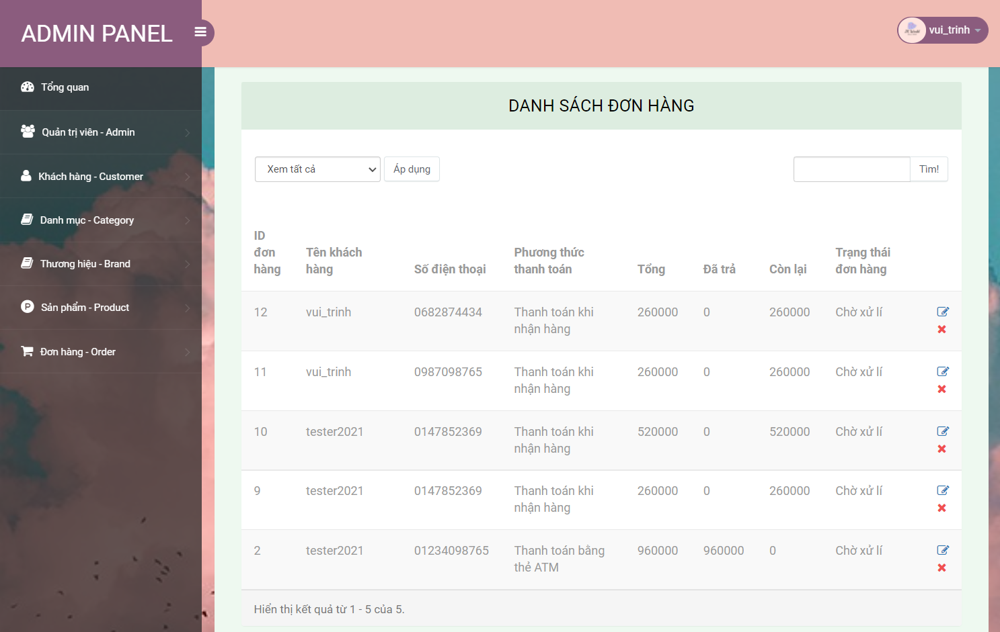 ADMIN PANEL
vui_trinh
Tổng quan
Quản trị viên - Admin
Khách hàng - Customer
Danh mục - Category
Thương hiệu - Brand
Sản phẩm - Product
Đơn hàng - Order
DANH SÁCH ĐƠN HÀNG
Xem tất cả Áp dụng Tìm!
ID đơn hàng Tên khách hàng Số điện thoại Phương thức thanh toán Tổng Đã trả Còn lại Trạng thái đơn hàng
12 vui_trinh 0682874434 Thanh toán khi nhận hàng 260000 0 260000 Chờ xử lí
11 vui_trinh 0987098765 Thanh toán khi nhận hàng 260000 0 260000 Chờ xử lí
10 tester2021 0147852369 Thanh toán khi nhận hàng 520000 0 520000 Chờ xử lí
9 tester2021 0147852369 Thanh toán khi nhận hàng 260000 0 260000 Chờ xử lí
2 tester2021 01234098765 Thanh toán bằng thẻ ATM 960000 960000 0 Chờ xử lí
Hiển thị kết quả từ 1 - 5 của 5.